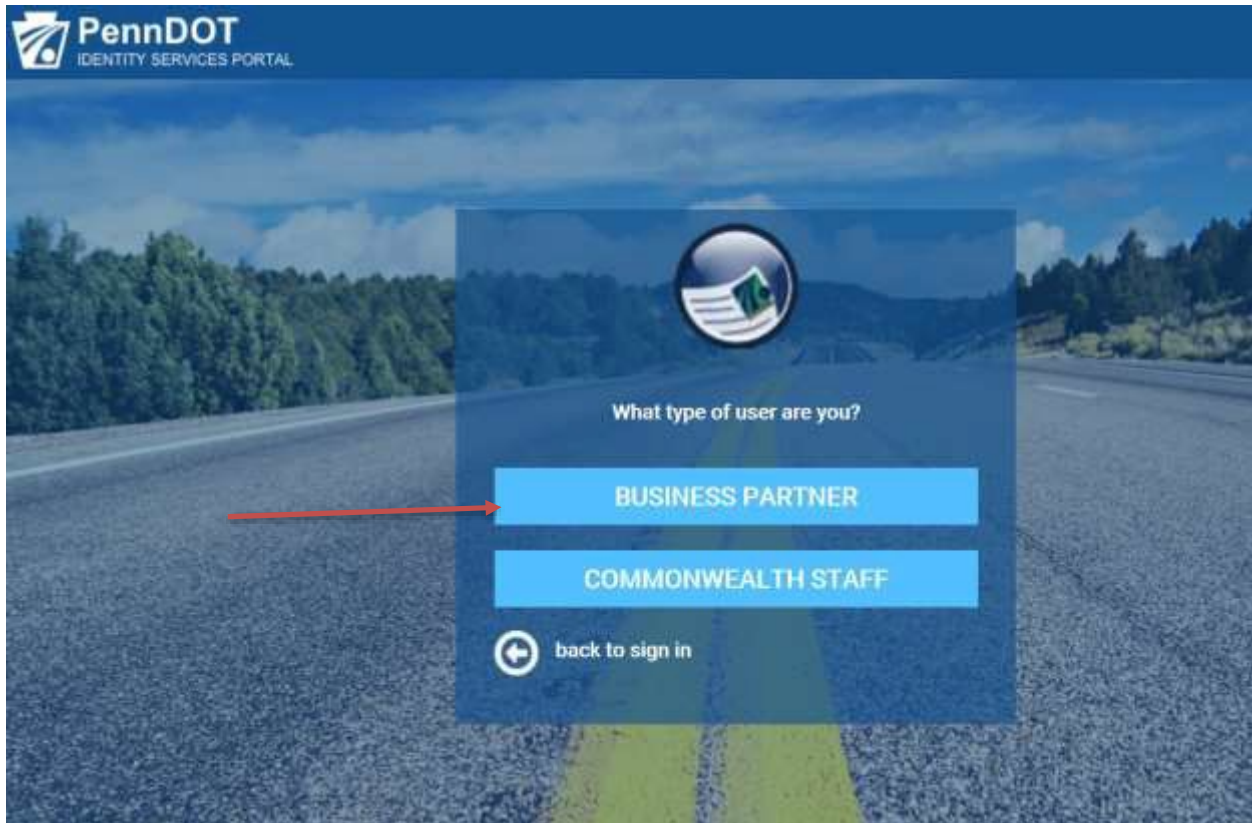 PennDOT
IDENTITY SERVICES PORTAL
What type of user are you?
BUSINESS PARTNER
COMMONWEALTH STAFF
back to sign in